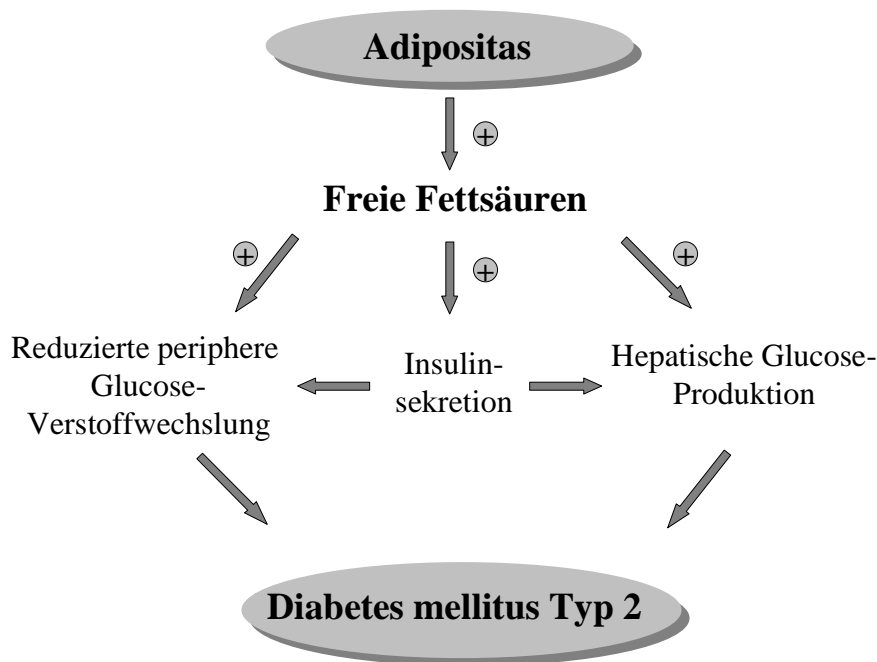 Adipositas
+
Freie Fettsäuren
+
+
+
Reduzierte periphere
Glucose-
Verstoffwechslung
Insulin-
sekretion
Hepatische Glucose-
Produktion
Diabetes mellitus Typ 2